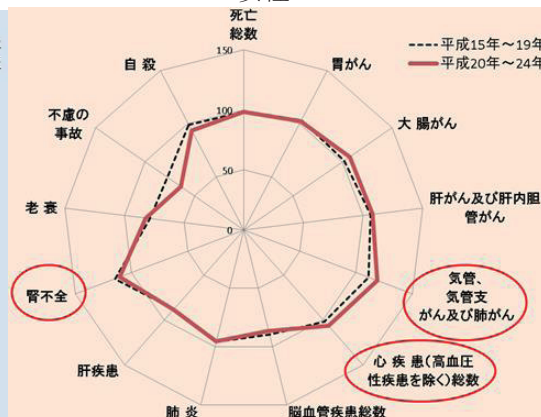 死亡
総数
150
100
50
0
平成15年～19年
平成20年～24年
胃がん
大 腸がん
肝がん及び肝内胆
管がん
気管、
気管支
がん及び肺がん
心 疾 患(高血圧
性疾患を除く)総数
脳血管疾患総数
肺 炎
肝疾患
腎不全
老 衰
不慮の
事故
自 殺